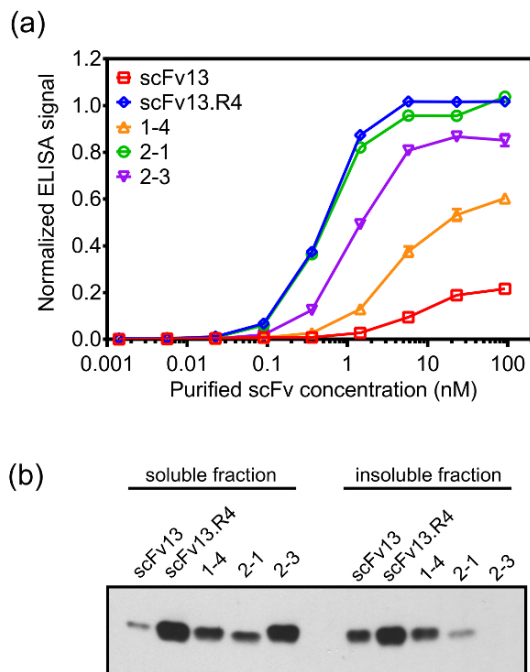 (a)
Normalized ELISA signal
1.2
1.0
0.8
0.6
0.4
0.2
0.0
scFv13
scFv13.R4
1-4
2-1
2-3
0.001 0.01 0.1 1 10 100
Purified scFv concentration (nM)
(b)
soluble fraction insoluble fraction
scFv13 scFv13.R4 1-4 2-1 2-3 scFv13 scFv13.R4 1-4 2-1 2-3